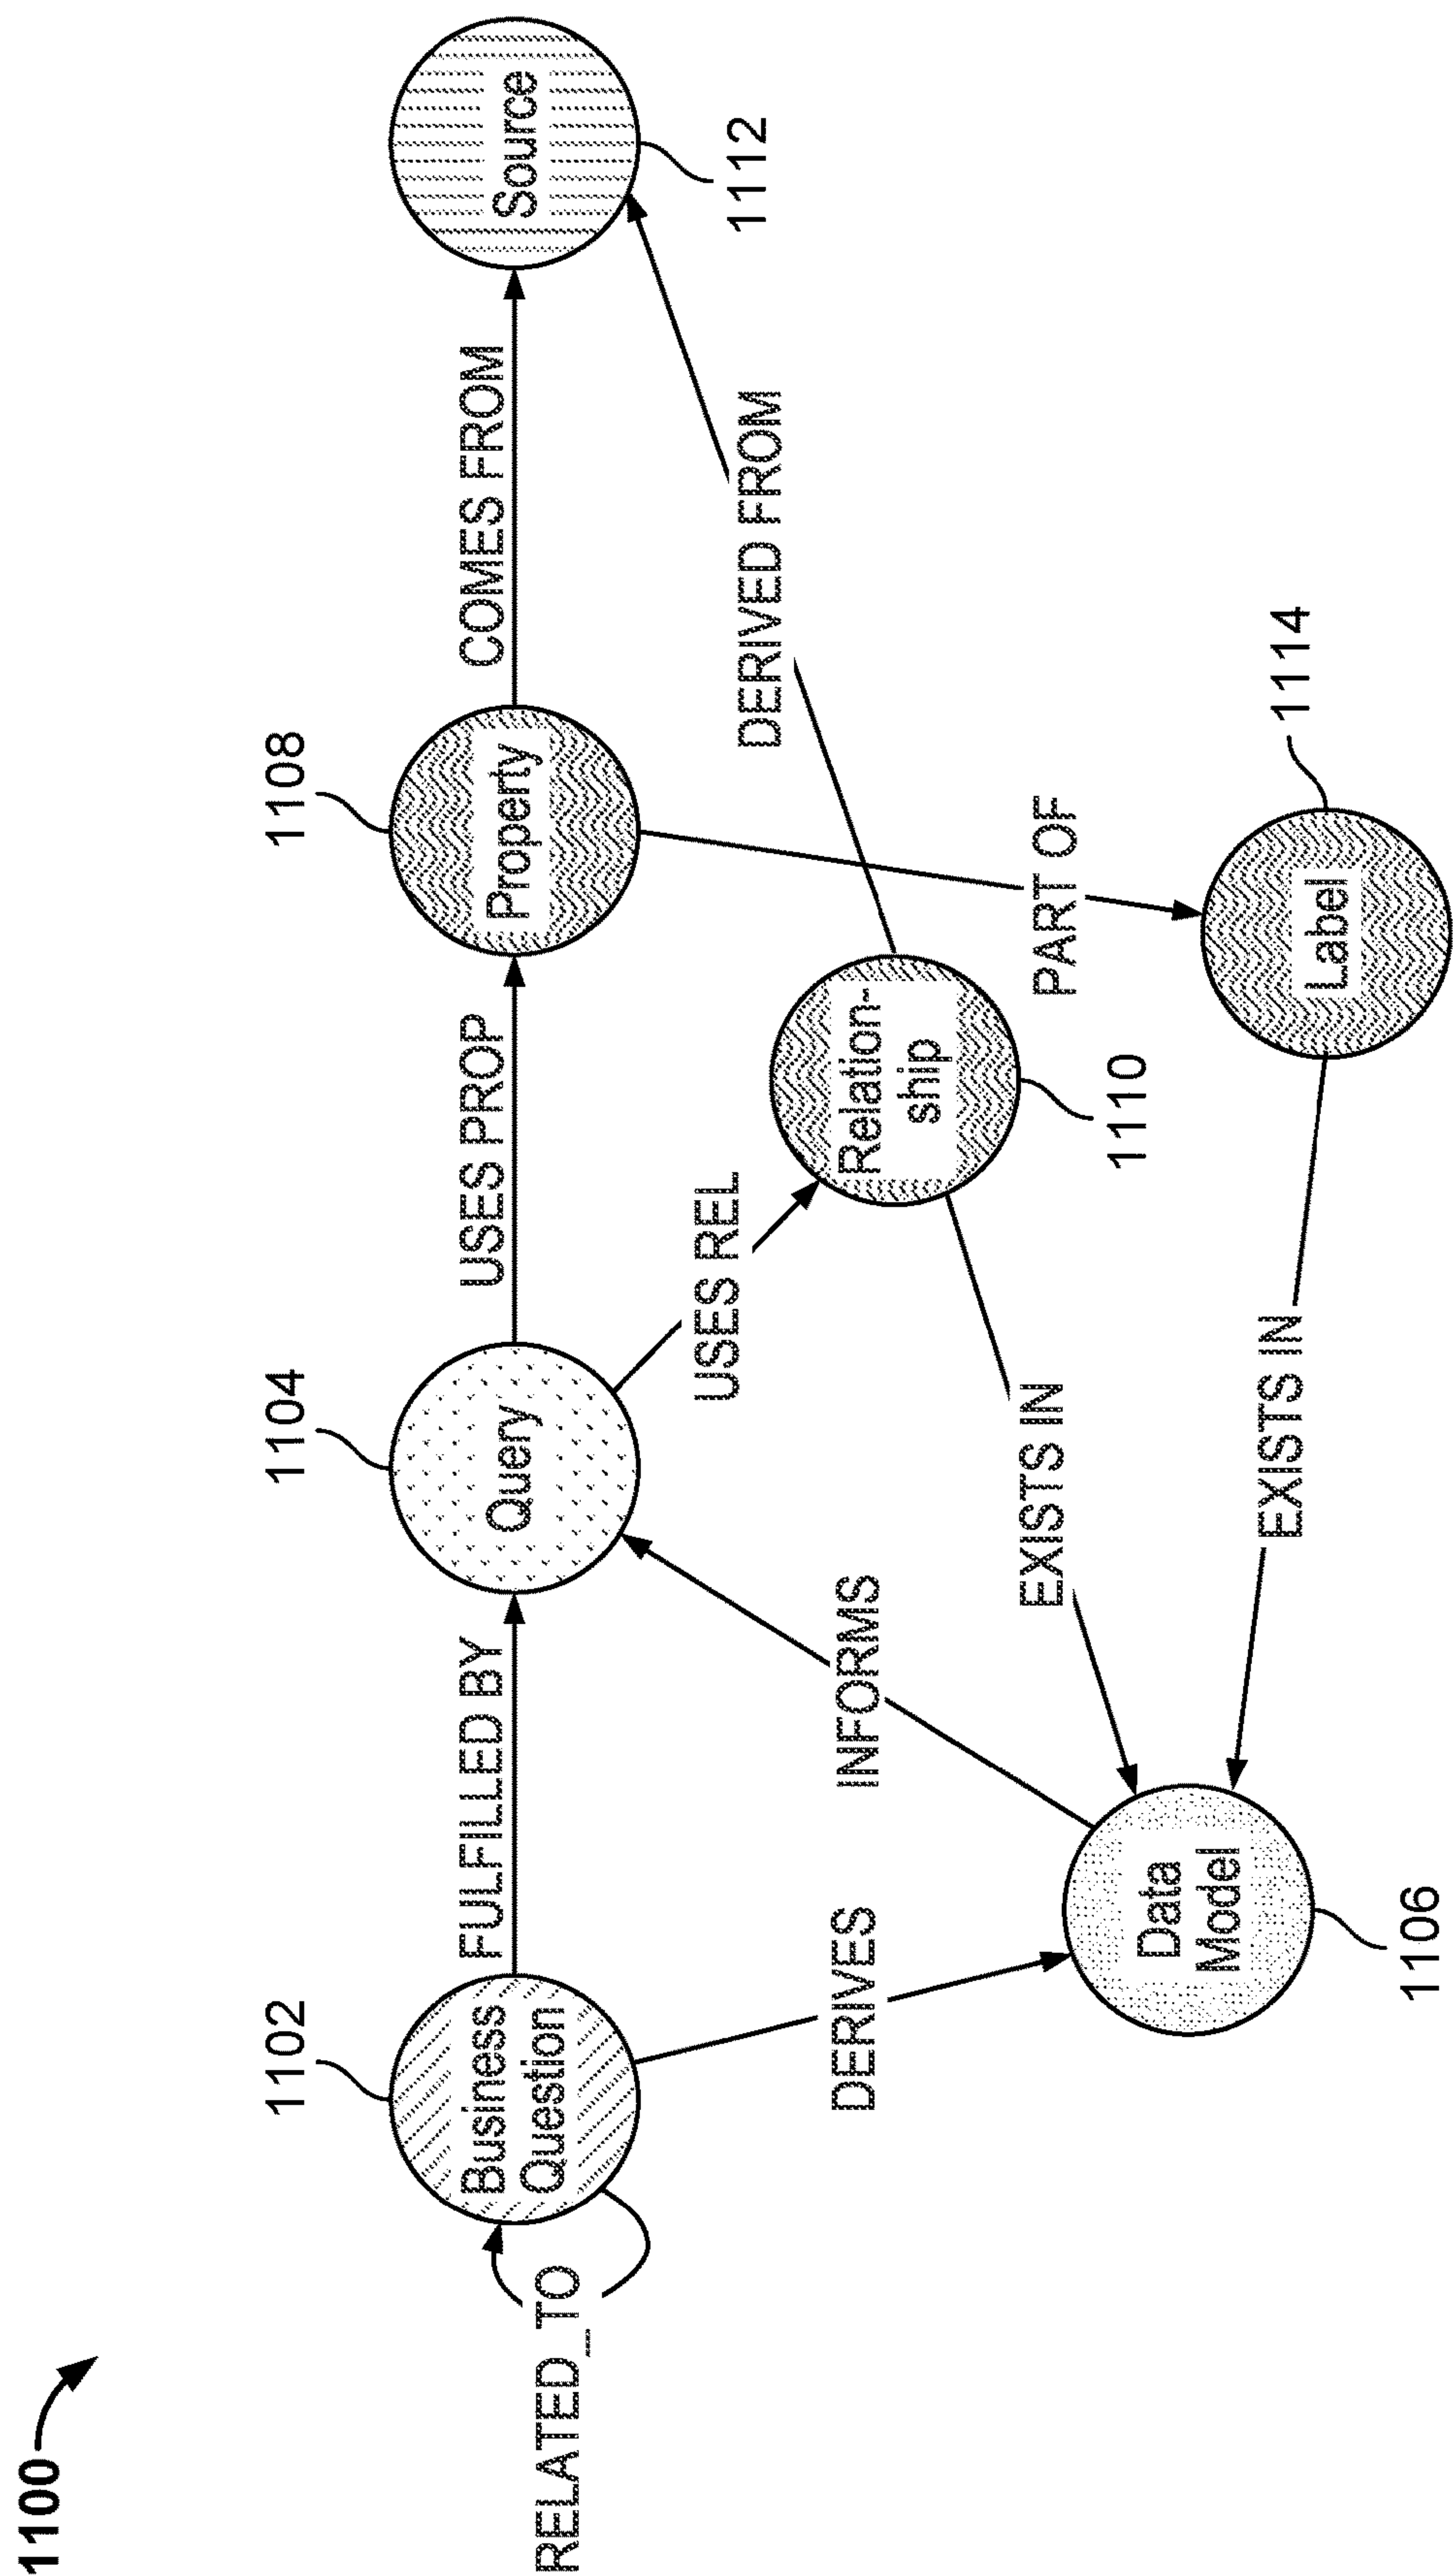 1100
1102
1104
1108
Business
Question
FULFILLED BY
Query
USES PROP
Property
COMES FROM
Source
RELATED_TO
1112
DERIVES
INFORMS
USES REL
DERIVED FROM
Relation-
ship
EXISTS IN
PART OF
1110
Data
Model
EXISTS IN
Label
1114
1106